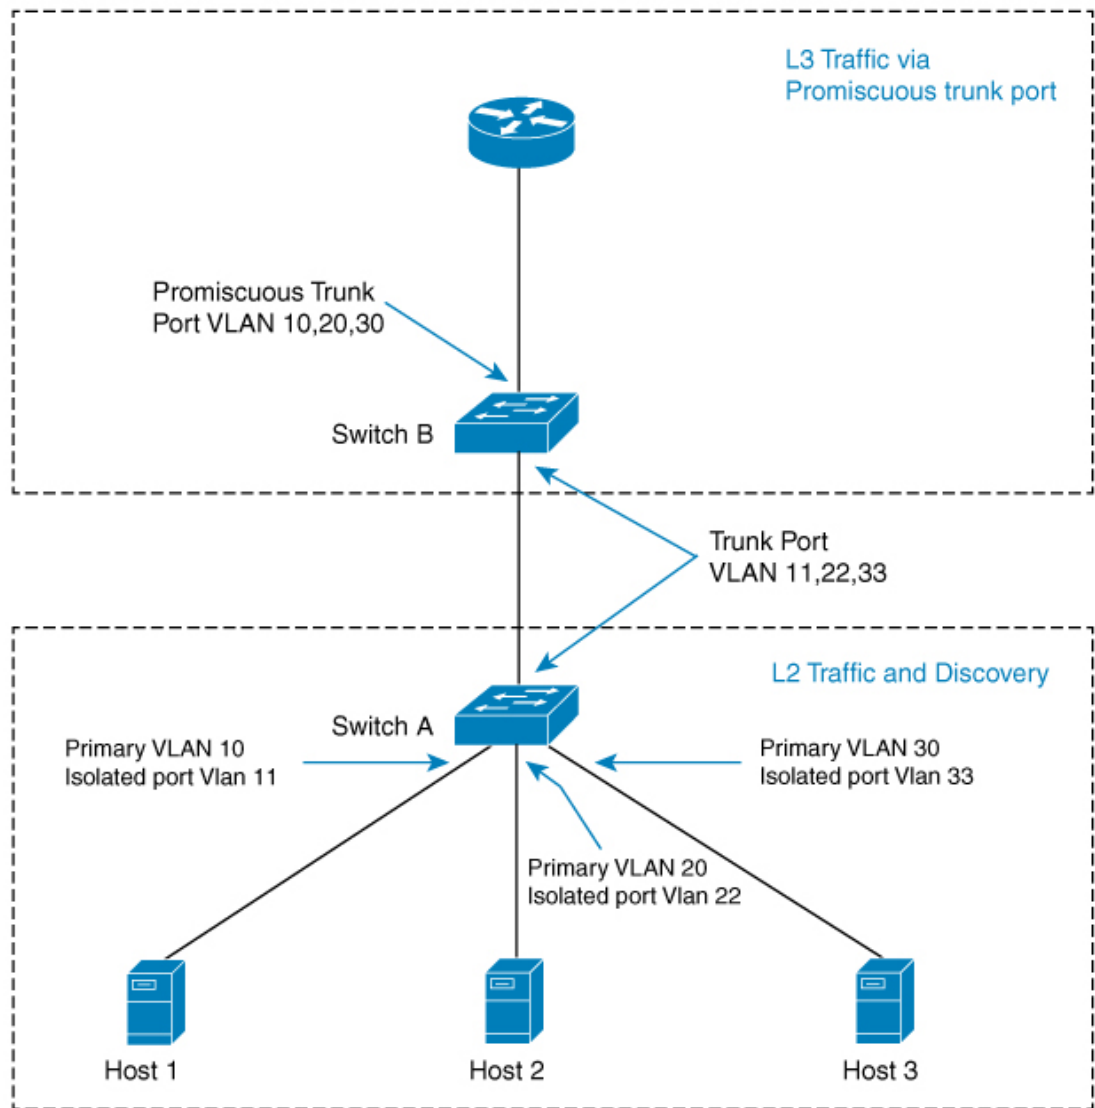 L3 Traffic via
Promiscuous trunk port
Promiscuous Trunk
Port VLAN 10,20,30
Switch B
Trunk Port
VLAN 11,22,33
L2 Traffic and Discovery
Switch A
Primary VLAN 10
Isolated port Vlan 11
Primary VLAN 30
Isolated port Vlan 33
Primary VLAN 20
Isolated port Vlan 22
Host 1
Host 2
Host 3